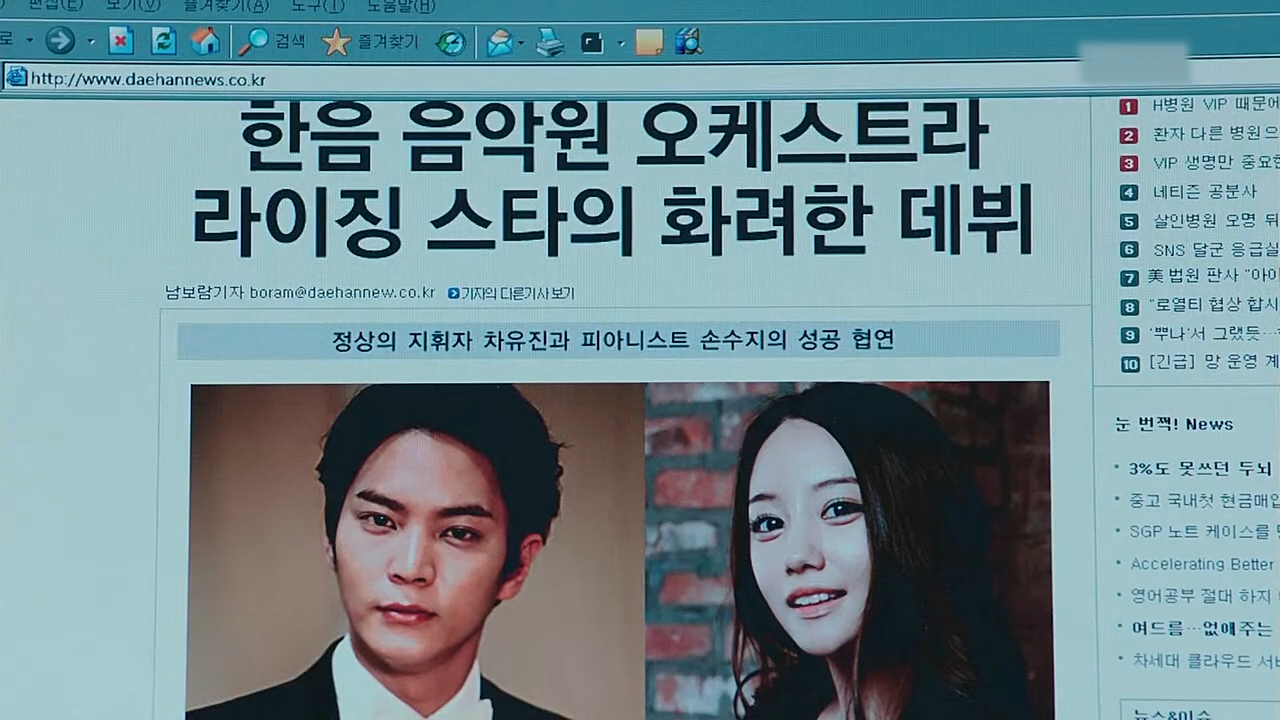 편집(E) 보기(V) 즐겨찾기(A) 도구(T) 도움말(H)
로 검색 즐겨찾기
http://www.daehannews.co.kr
한음 음악원 오케스트라
라이징 스타의 화려한 데뷔
남보람기자 boram@daehannew.co.kr 기자의 다른기사 보기
정상의 지휘자 차유진과 피아니스트 손수지의 성공 협연
1 H병원 VIP 때문에
2 환자 다른 병원으
3 VIP 생명만 중요한
4 네티즌 공분사
5 살인병원 오명 뒤
6 SNS 달군 응급실
7 美 법원 판사 "아이
8 "로열티 협상 합시
9 '뿌나'서 그랬듯…
10 [긴급] 망 운영 계
눈 번쩍! News
3%도 못쓰던 두뇌
중고 국내첫 현금매입
SGP 노트 케이스를
Accelerating Better
영어공부 절대 하지
여드름…없애주는
차세대 클라우드 서비
뉴스&이슈